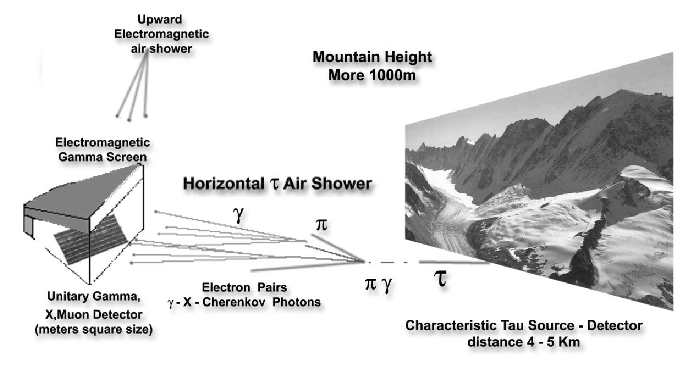 Upward
Electromagnetic
air shower
Mountain Height
More 1000m
Electromagnetic
Gamma Screen
Horizontal τ Air Shower
γ
π
π γ
τ
Electron Pairs
γ - X - Cherenkov Photons
Unitary Gamma,
X,Muon Detector
(meters square size)
Characteristic Tau Source - Detector
distance 4 - 5 Km